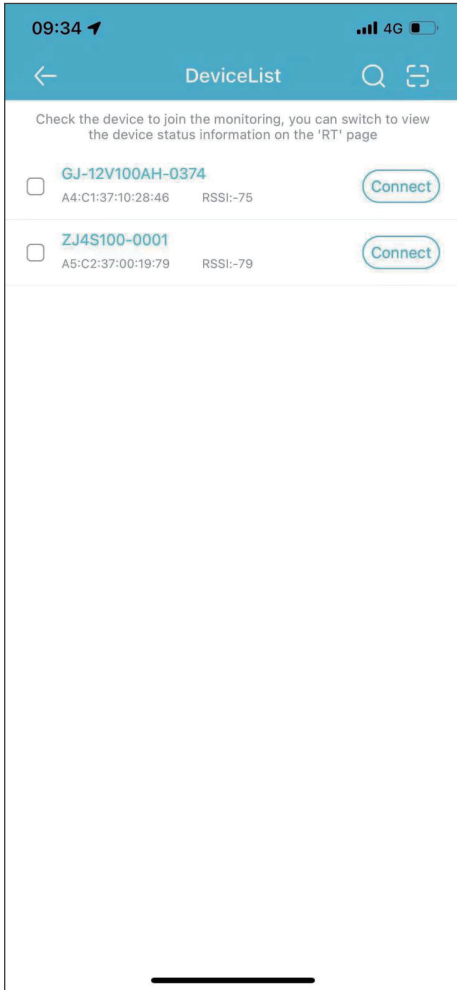 09:34 4G
DeviceList
Check the device to join the monitoring, you can switch to view
the device status information on the 'RT' page
GJ-12V100AH-0374
A4:C1:37:10:28:46 RSSI:-75
Connect
ZJ4S100-0001
A5:C2:37:00:19:79 RSSI:-79
Connect